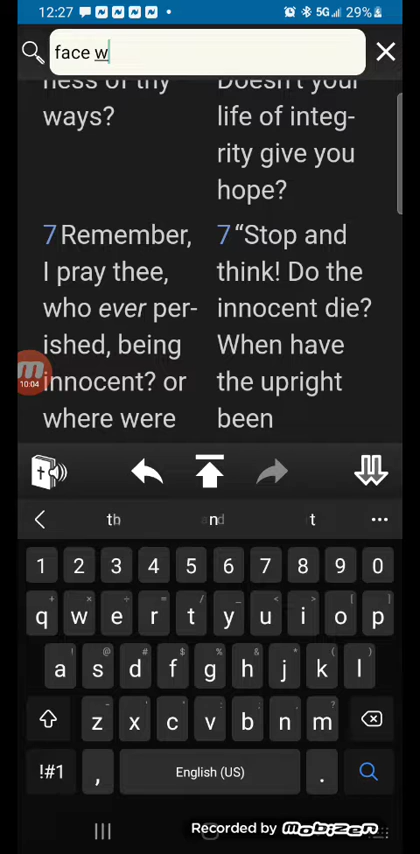 12:27 5G 29%
face w
ness of thy
ways?
7 Remember,
I pray thee,
who ever per-
ished, being
innocent? or
where were
Doesn't your
life of integ-
rity give you
hope?
7 "Stop and
think! Do the
innocent die?
When have
the upright
been
10:04
1 2 3 4 5 6 7 8 9 0
q w e r t y u i o p
a s d f g h j k l
z x c v b n m
!#1 , English (US) .
Recorded by mobizen